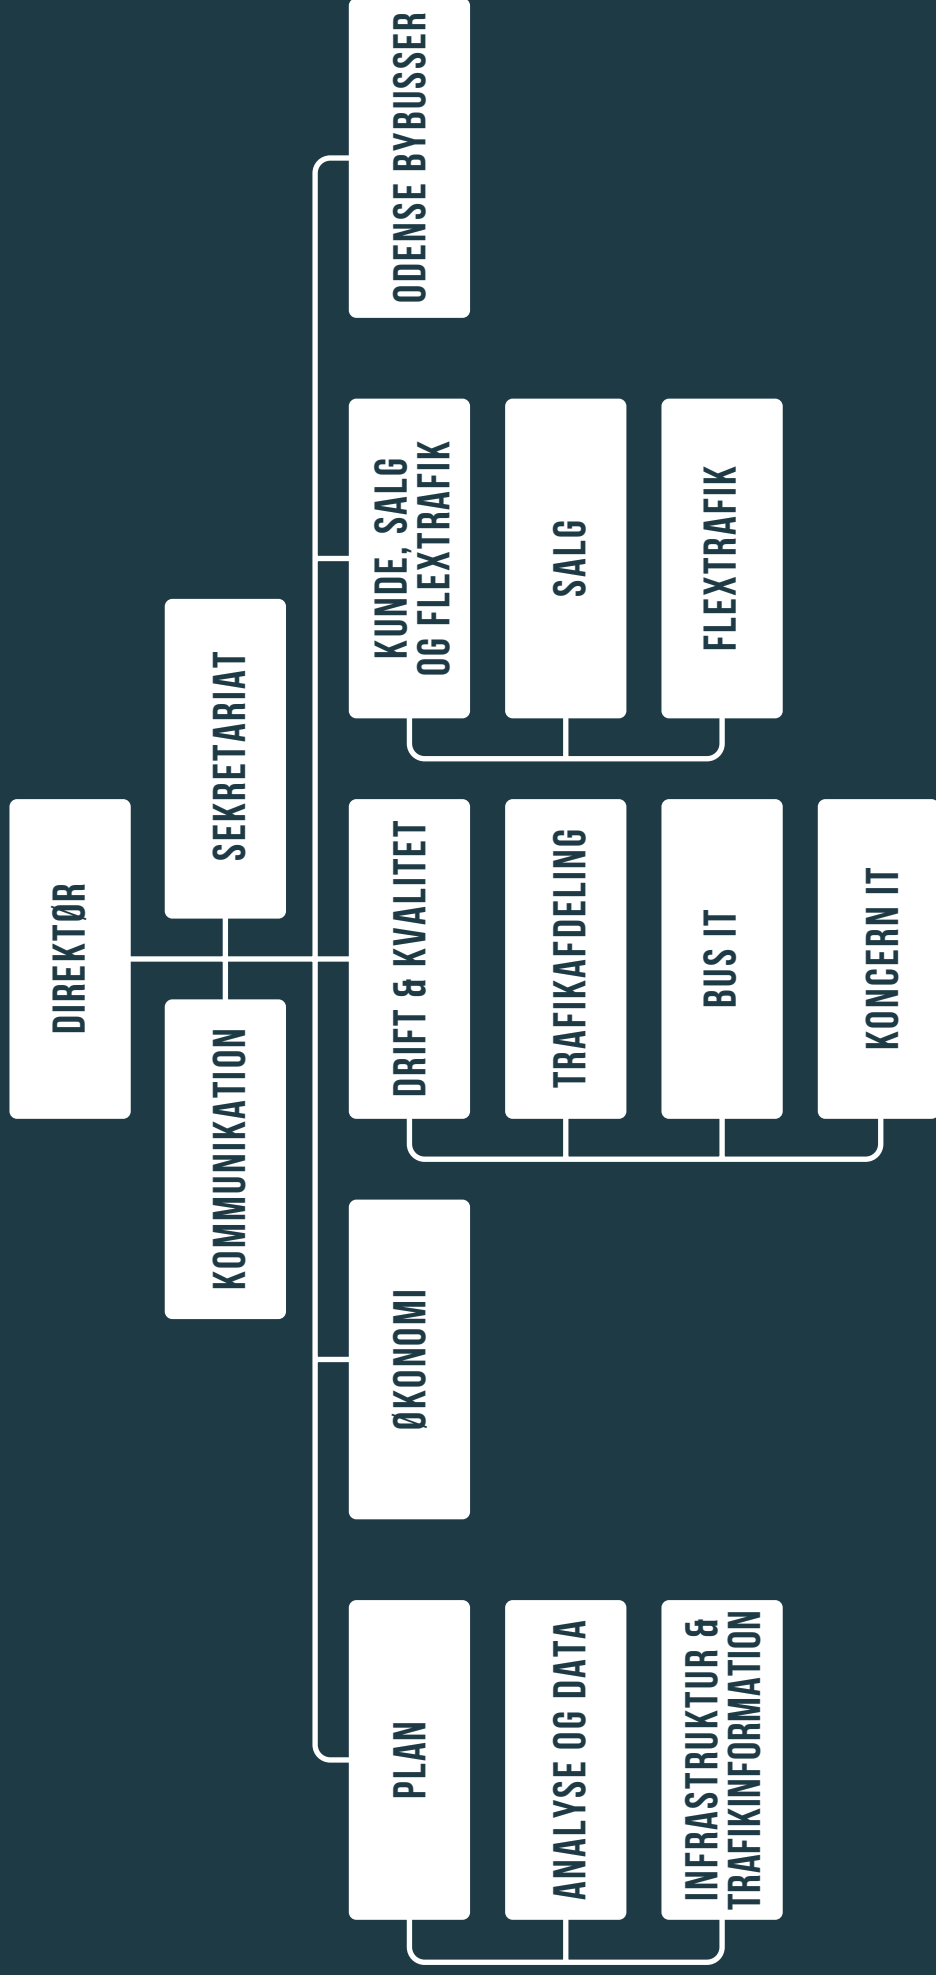 DIREKTØR
KOMMUNIKATION
SEKRETARIAT
PLAN
ANALYSE OG DATA
INFRASTRUKTUR &
TRAFIKINFORMATION
ØKONOMI
DRIFT & KVALITET
TRAFIKAFDELING
BUS IT
KONCERN IT
KUNDE, SALG
OG FLEXTRAFIK
SALG
FLEXTRAFIK
ODENSE BYBUSSER